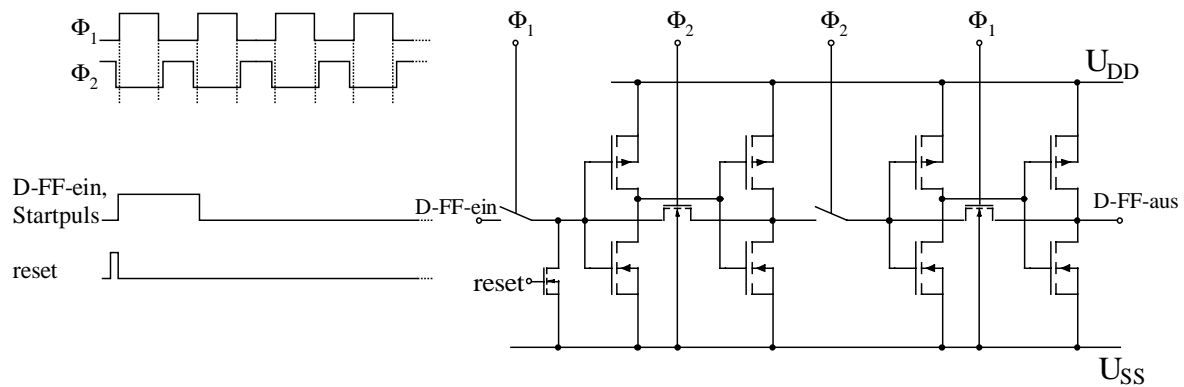 Φ1
Φ2
D-FF-ein,
Startpuls
reset
Φ1
Φ2
Φ2
Φ1
UDD
D-FF-ein
D-FF-aus
reset
USS